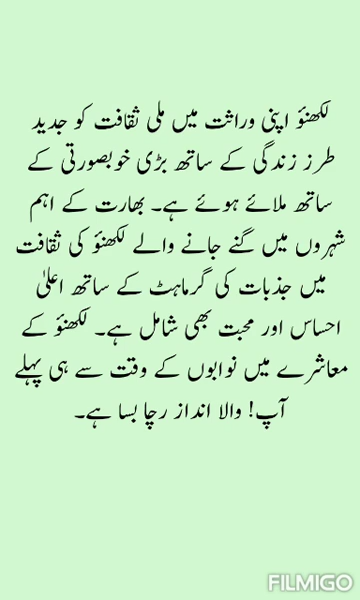 لکھنؤ اپنی وراثت میں ملی ثقافت کو جدید
طرز زندگی کے ساتھ بڑی خوبصورتی کے
ساتھ ملائے ہوئے ہے۔ بھارت کے اہم
شہروں میں گنے جانے والے لکھنؤ کی ثقافت
میں جذبات کی گرماہٹ کے ساتھ اعلیٰ
احساس اور محبت بھی شامل ہے۔ لکھنؤ کے
معاشرے میں نوابوں کے وقت سے ہی پہلے
آپ! والا انداز رچا بسا ہے۔
FILMIGO